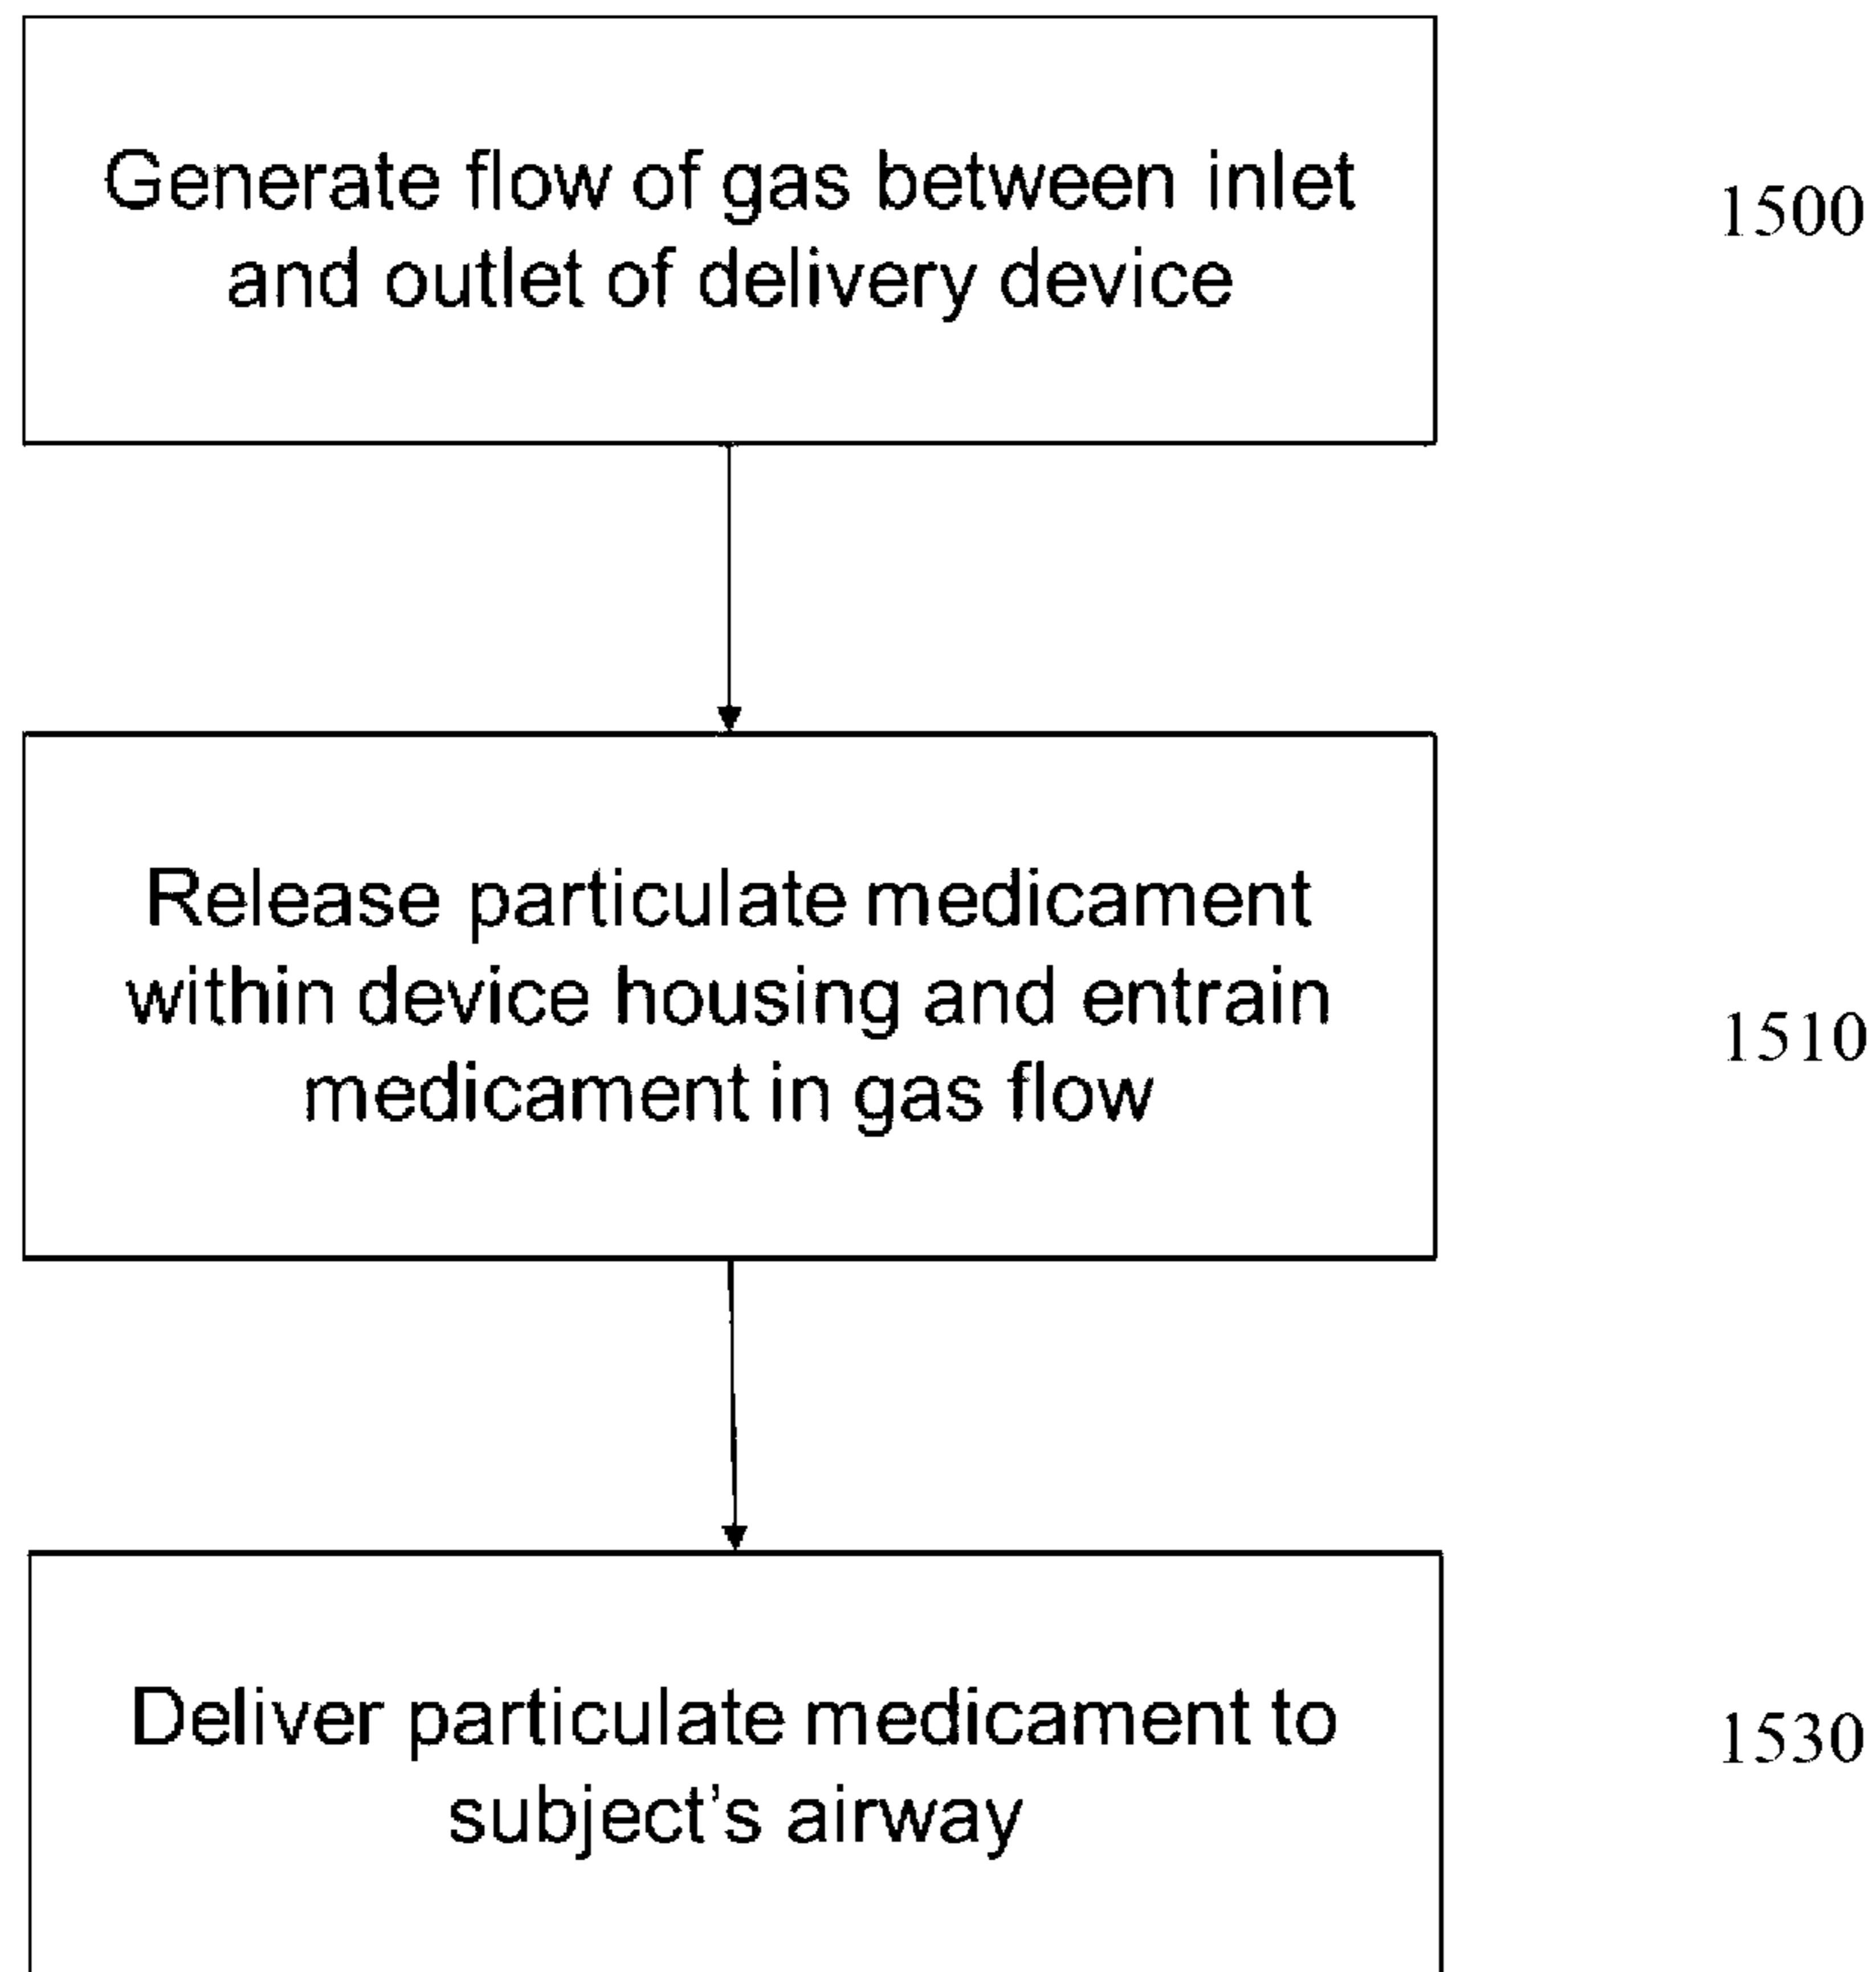 Generate flow of gas between inlet
and outlet of delivery device
1500
Release particulate medicament
within device housing and entrain
medicament in gas flow
1510
Deliver particulate medicament to
subject's airway
1530